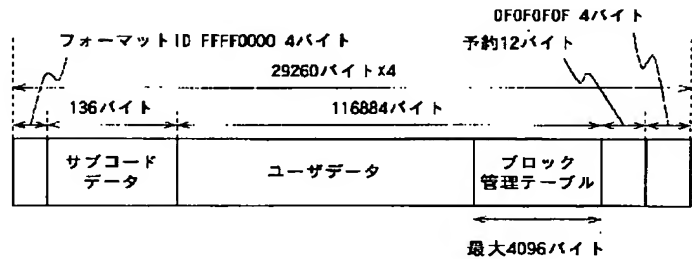 0F0F0F0F 4バイト
フォーマットID FFFF0000 4バイト
予約12バイト
29260バイトX4
136バイト
116884バイト
サブコード
データ
ユーザデータ
ブロック
管理テーブル
最大4096バイト